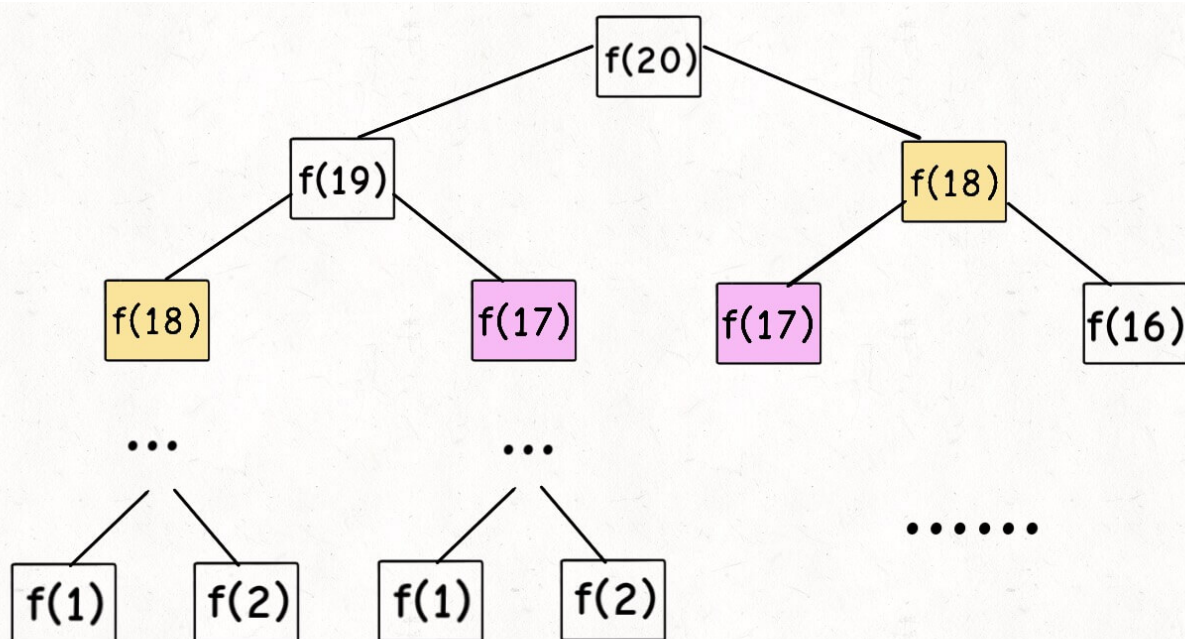 f(20)
f(19)
f(18)
f(18)
f(17)
f(17)
f(16)
...
...
......
f(1)
f(2)
f(1)
f(2)